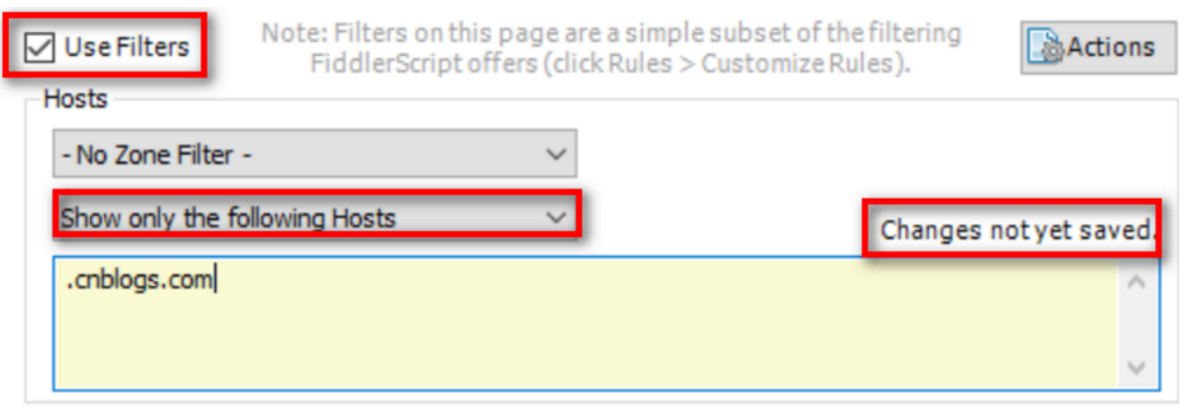 Use Filters
Note: Filters on this page are a simple subset of the filtering
FiddlerScript offers (click Rules > Customize Rules).
Actions
Hosts
- No Zone Filter -
Show only the following Hosts
Changes not yet saved.
.cnblogs.com